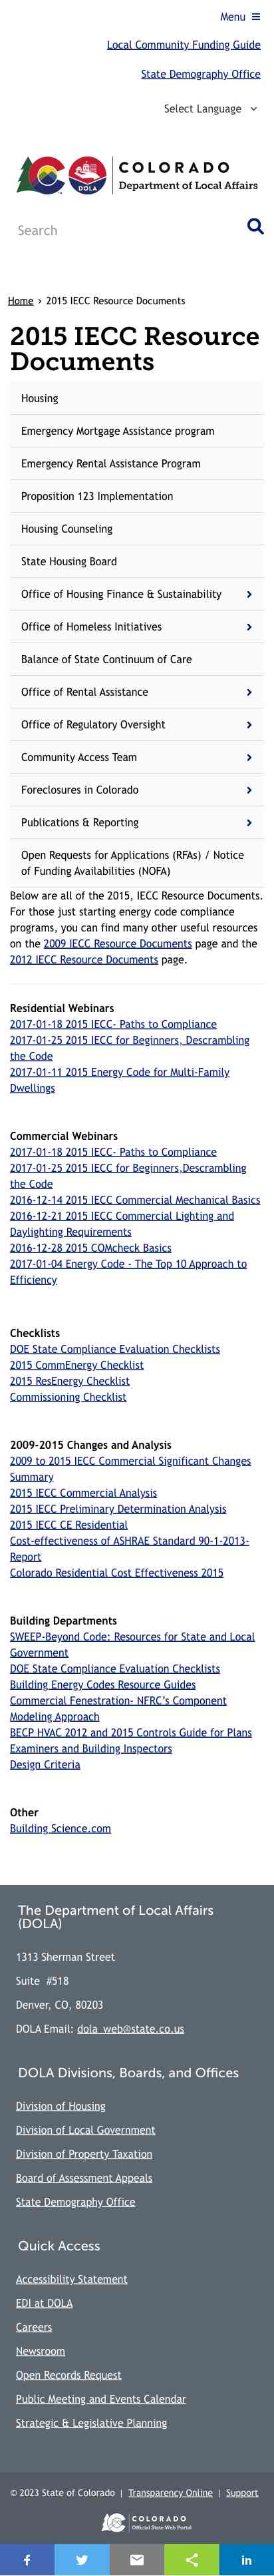 Menu
Local Community Funding Guide
State Demography Office
Select Language
DOLA
COLORADO
Department of Local Affairs
Search
Home › 2015 IECC Resource Documents
2015 IECC Resource
Documents
Housing
Emergency Mortgage Assistance program
Emergency Rental Assistance Program
Proposition 123 Implementation
Housing Counseling
State Housing Board
Office of Housing Finance & Sustainability
Office of Homeless Initiatives
Balance of State Continuum of Care
Office of Rental Assistance
Office of Regulatory Oversight
Community Access Team
Foreclosures in Colorado
Publications & Reporting
Open Requests for Applications (RFAs) / Notice
of Funding Availabilities (NOFA)
Below are all of the 2015, IECC Resource Documents.
For those just starting energy code compliance
programs, you can find many other useful resources
on the 2009 IECC Resource Documents page and the
2012 IECC Resource Documents page.
Residential Webinars
2017-01-18 2015 IECC- Paths to Compliance
2017-01-25 2015 IECC for Beginners, Descrambling
the Code
2017-01-11 2015 Energy Code for Multi-Family
Dwellings
Commercial Webinars
2017-01-18 2015 IECC- Paths to Compliance
2017-01-25 2015 IECC for Beginners,Descrambling
the Code
2016-12-14 2015 IECC Commercial Mechanical Basics
2016-12-21 2015 IECC Commercial Lighting and
Daylighting Requirements
2016-12-28 2015 COMcheck Basics
2017-01-04 Energy Code - The Top 10 Approach to
Efficiency
Checklists
DOE State Compliance Evaluation Checklists
2015 CommEnergy Checklist
2015 ResEnergy Checklist
Commissioning Checklist
2009-2015 Changes and Analysis
2009 to 2015 IECC Commercial Significant Changes
Summary
2015 IECC Commercial Analysis
2015 IECC Preliminary Determination Analysis
2015 IECC CE Residential
Cost-effectiveness of ASHRAE Standard 90-1-2013-
Report
Colorado Residential Cost Effectiveness 2015
Building Departments
SWEEP-Beyond Code: Resources for State and Local
Government
DOE State Compliance Evaluation Checklists
Building Energy Codes Resource Guides
Commercial Fenestration- NFRC's Component
Modeling Approach
BECP HVAC 2012 and 2015 Controls Guide for Plans
Examiners and Building Inspectors
Design Criteria
Other
Building Science.com
The Department of Local Affairs
(DOLA)
1313 Sherman Street
Suite #518
Denver, CO, 80203
DOLA Email: dola_web@state.co.us
DOLA Divisions, Boards, and Offices
Division of Housing
Division of Local Government
Division of Property Taxation
Board of Assessment Appeals
State Demography Office
Quick Access
Accessibility Statement
EDI at DOLA
Careers
Newsroom
Open Records Request
Public Meeting and Events Calendar
Strategic & Legislative Planning
© 2023 State of Colorado | Transparency Online | Support
COLORADO
Official State Web Portal